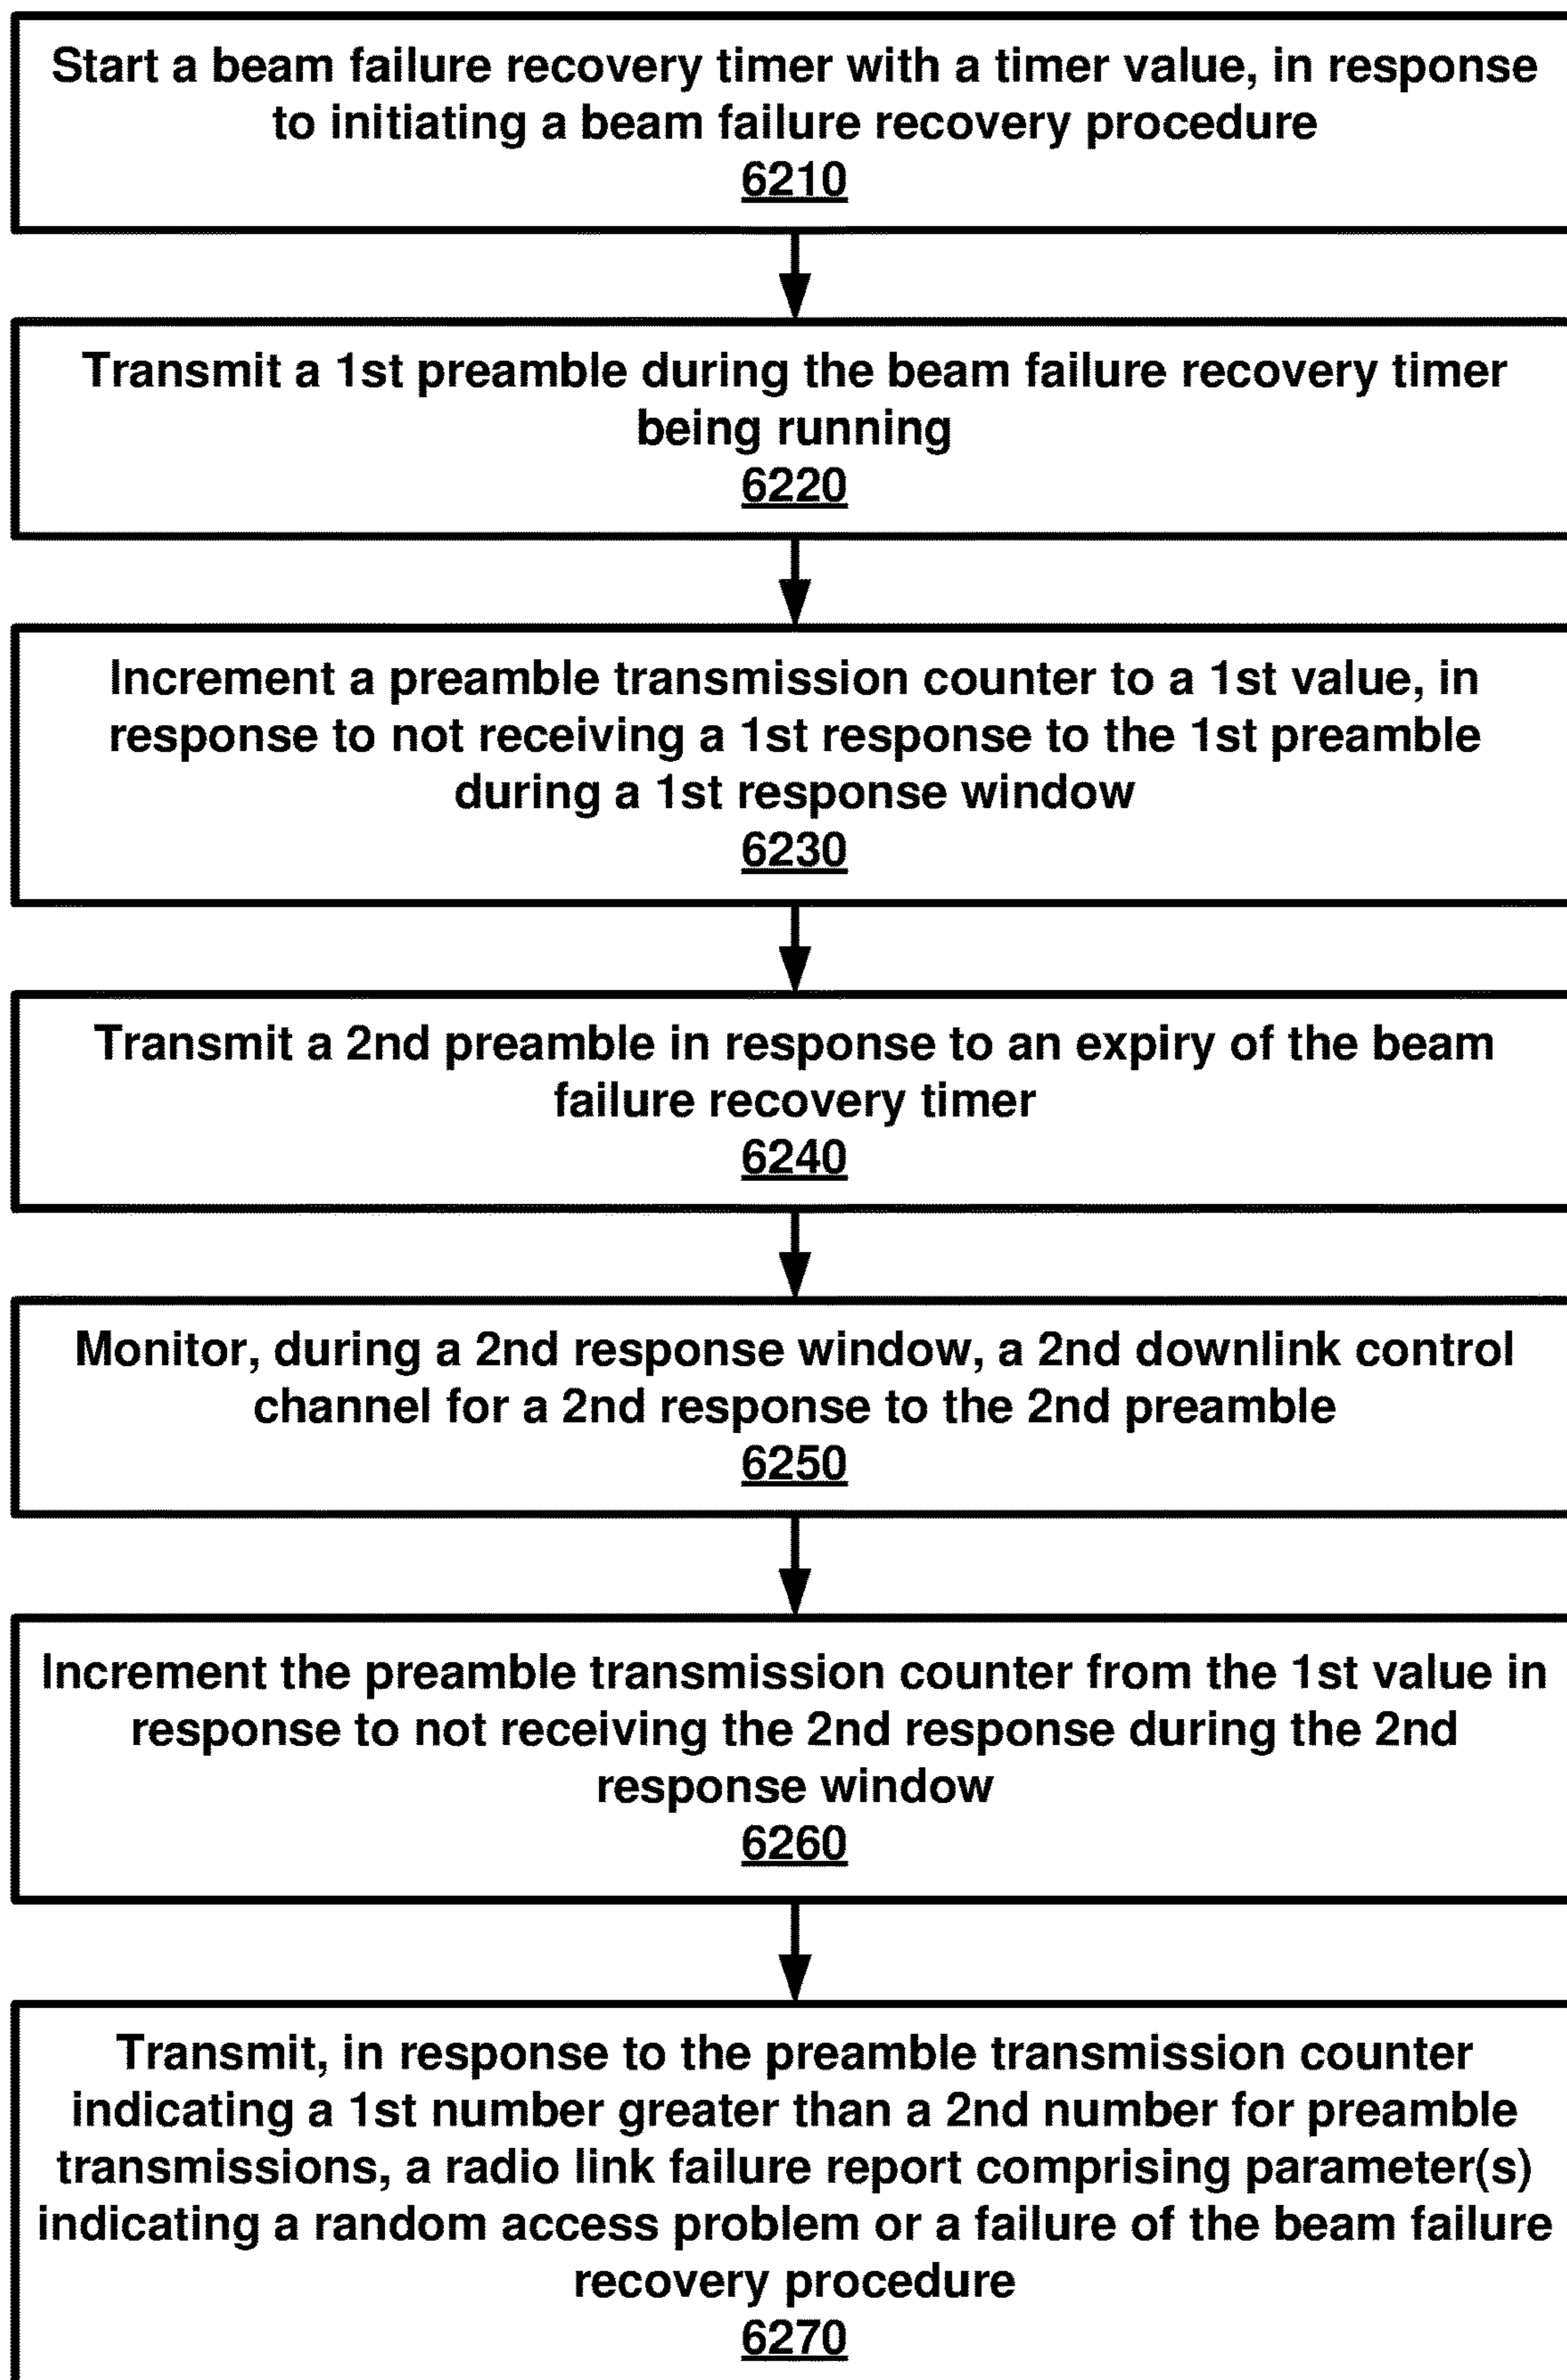 Start a beam failure recovery timer with a timer value, in response
to initiating a beam failure recovery procedure
6210
Transmit a 1st preamble during the beam failure recovery timer
being running
6220
Increment a preamble transmission counter to a 1st value, in
response to not receiving a 1st response to the 1st preamble
during a 1st response window
6230
Transmit a 2nd preamble in response to an expiry of the beam
failure recovery timer
6240
Monitor, during a 2nd response window, a 2nd downlink control
channel for a 2nd response to the 2nd preamble
6250
Increment the preamble transmission counter from the 1st value in
response to not receiving the 2nd response during the 2nd
response window
6260
Transmit, in response to the preamble transmission counter
indicating a 1st number greater than a 2nd number for preamble
transmissions, a radio link failure report comprising parameter(s)
indicating a random access problem or a failure of the beam failure
recovery procedure
6270